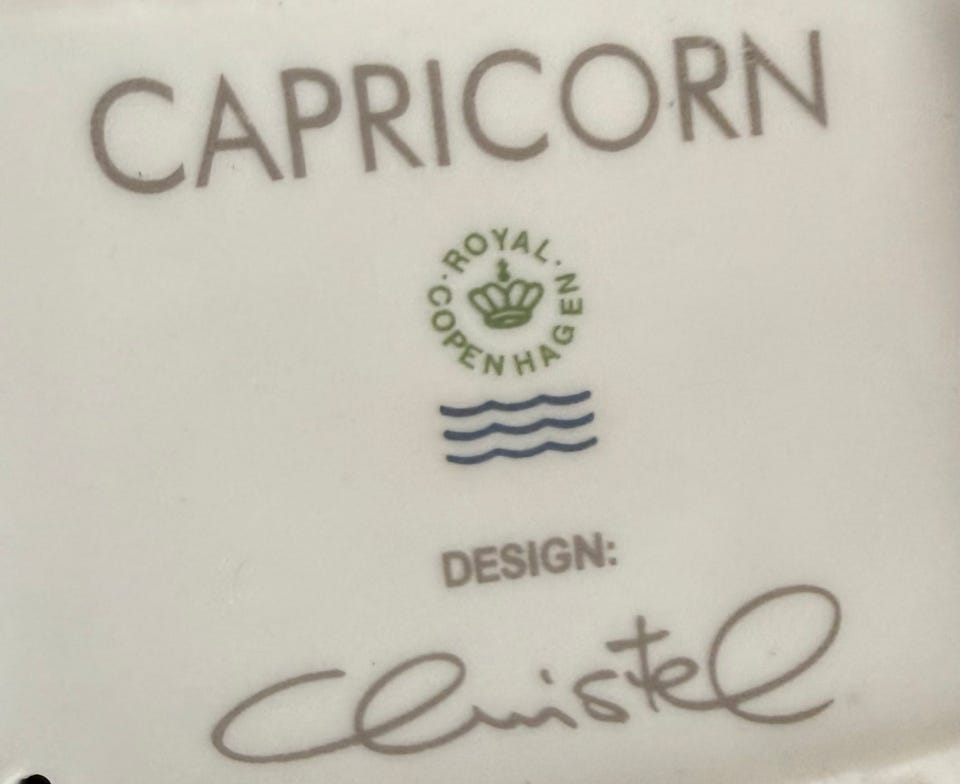 CAPRICORN
ROYAL · COPENHAGEN ·
DESIGN:
Christel